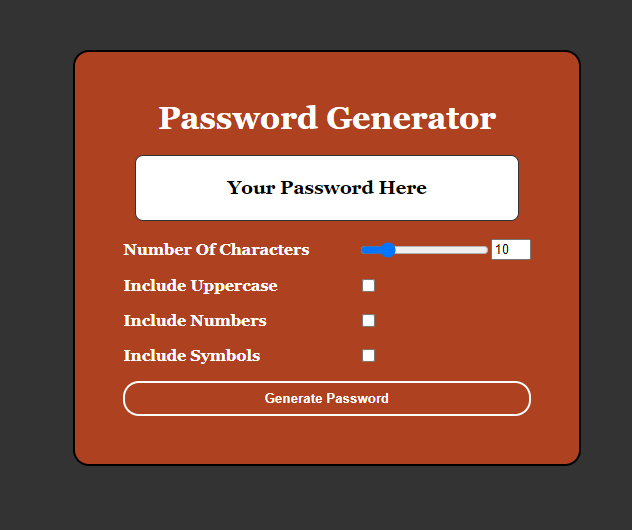 Password Generator
Your Password Here
Number Of Characters 10
Include Uppercase
Include Numbers
Include Symbols
Generate Password